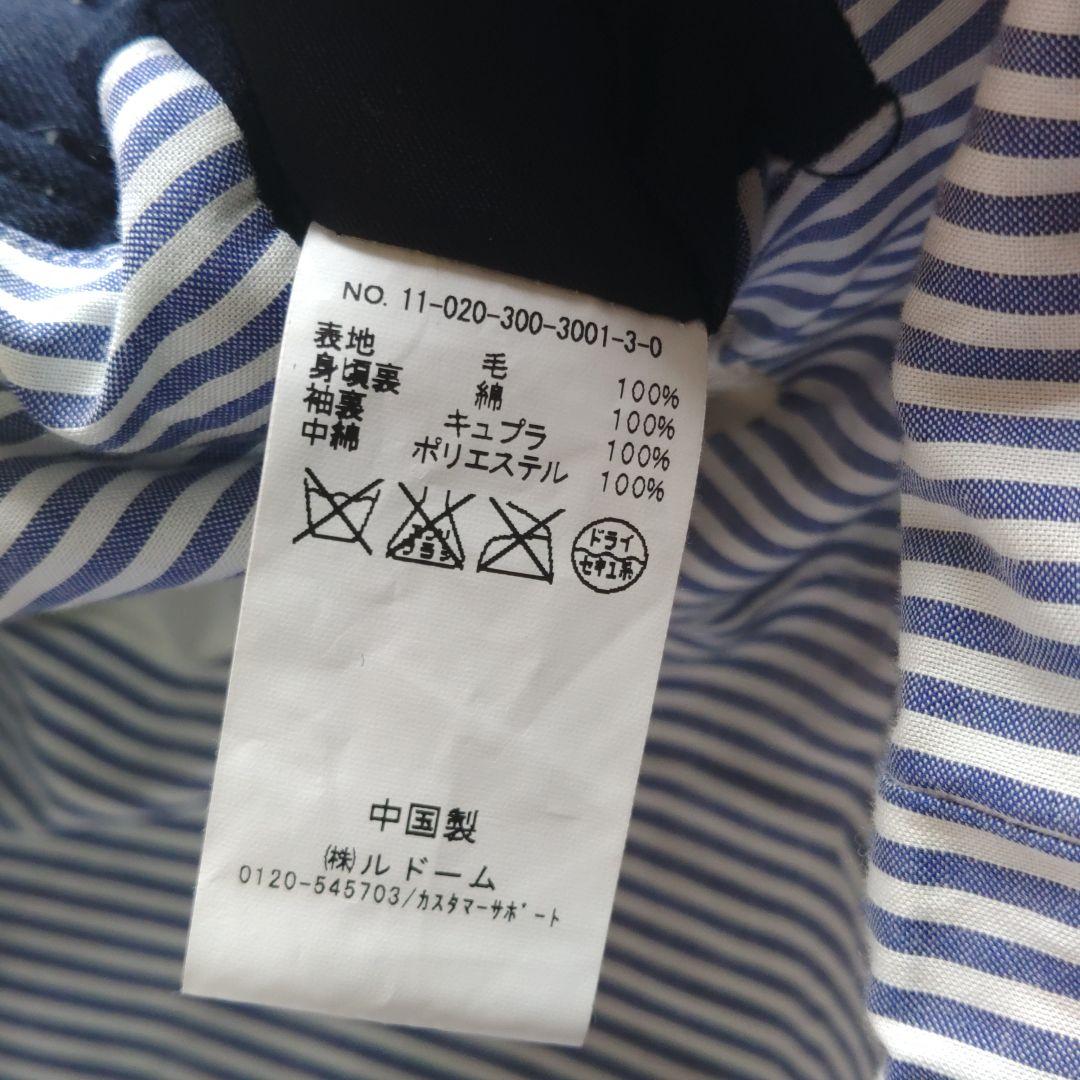 NO. 11-020-300-3001-3-0
表地 毛 100%
身頃裏 綿 100%
袖裏 キュプラ 100%
中綿 ポリエステル 100%
ドライ
セキユ系
中国製
(株)ルドーム
0120-545703/カスタマーサポート